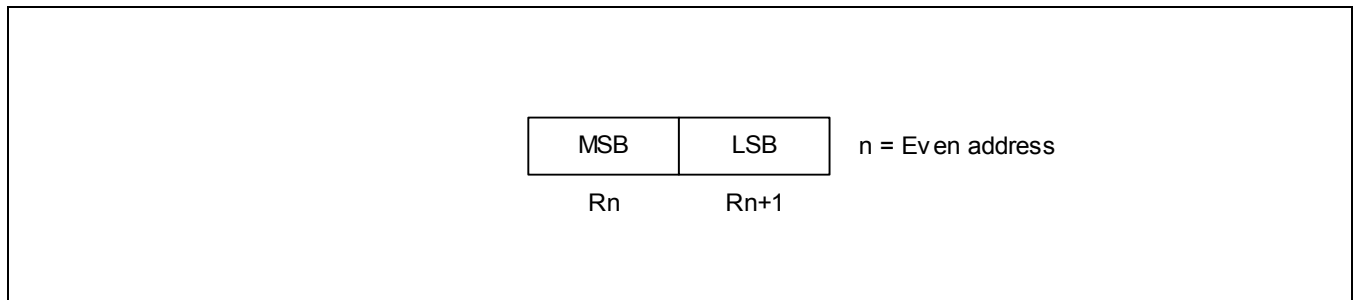 MSB LSB n = Even address
Rn Rn+1